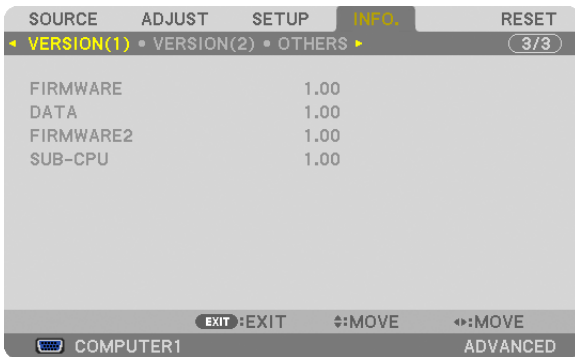 SOURCE ADJUST SETUP INFO. RESET
◄ VERSION(1) • VERSION(2) • OTHERS ► 3/3
FIRMWARE 1.00
DATA 1.00
FIRMWARE2 1.00
SUB-CPU 1.00
EXIT :EXIT :MOVE :MOVE
COMPUTER1 ADVANCED